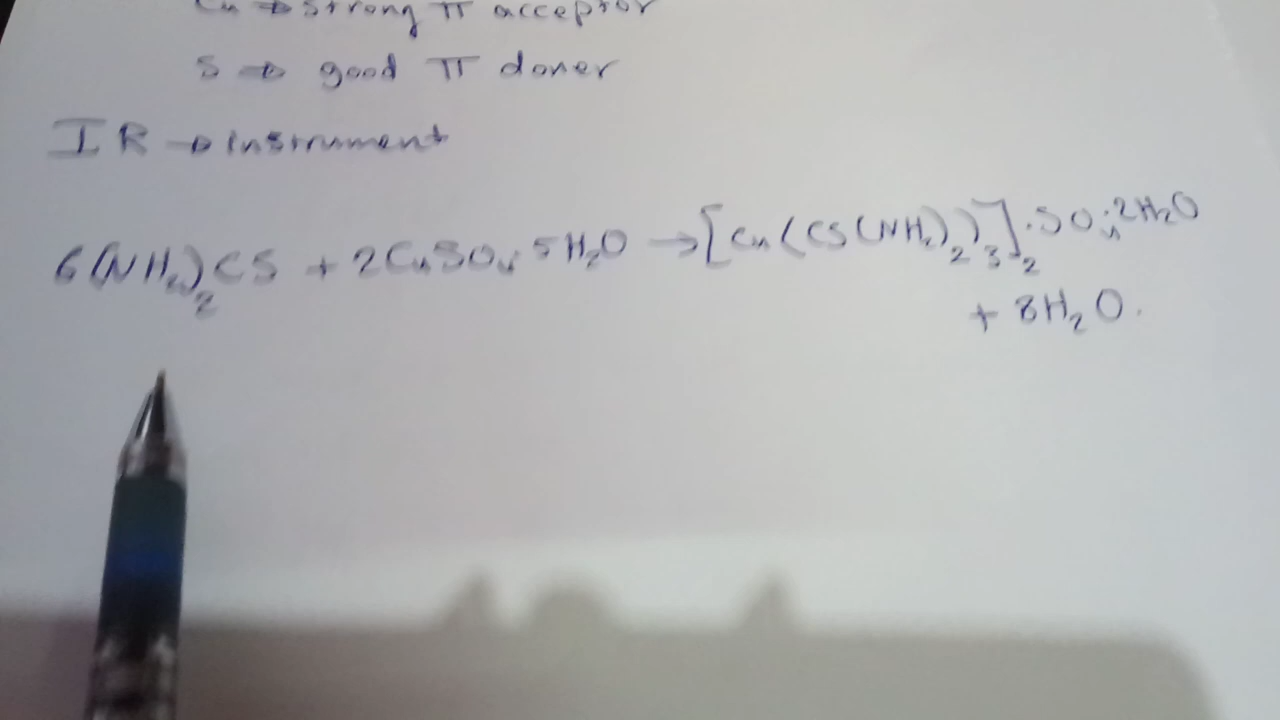 Cu → strong π acceptor
S → good π doner
IR → instrument
6(NH₂)₂CS + 2CuSO₄ 5H₂O → [Cu(CS(NH₂)₂)₃]₂·SO₄·2H₂O
+ 8H₂O.